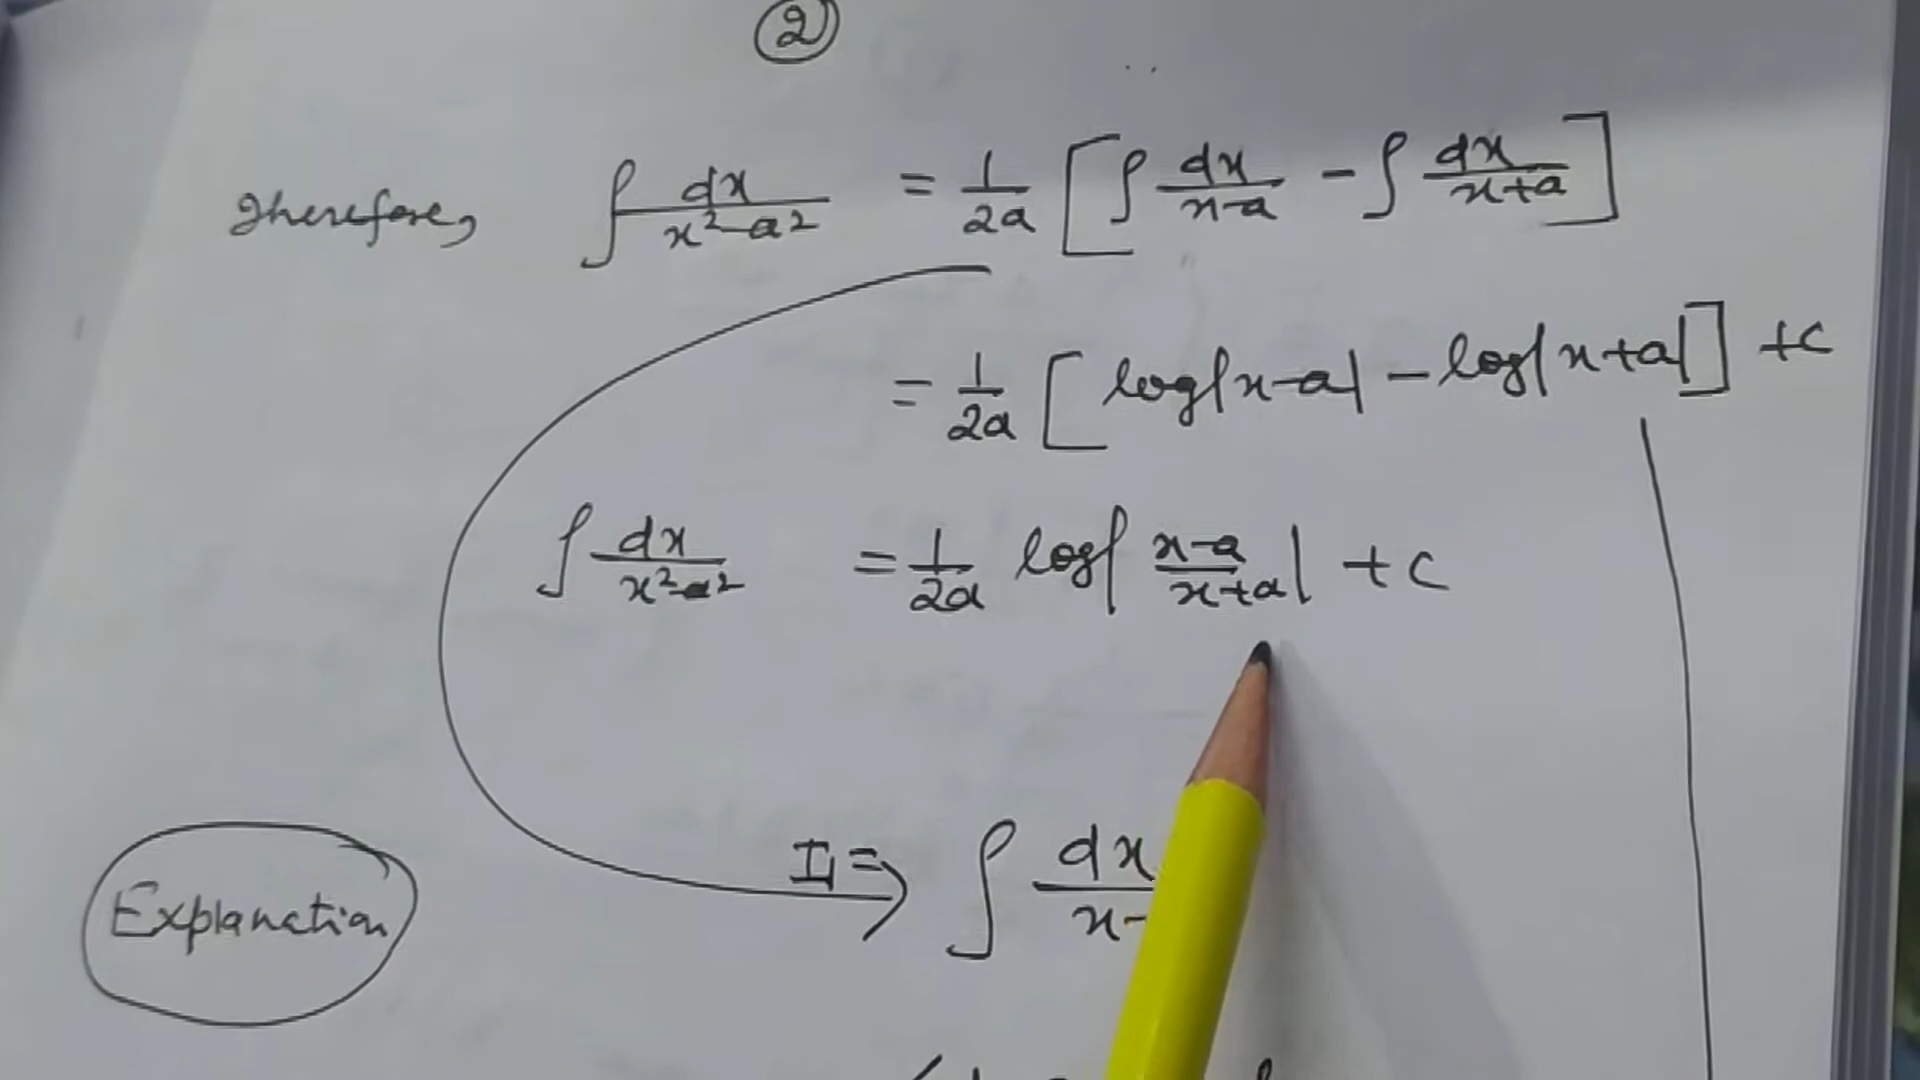 2
Therefore, ∫ dx/(x²-a²) = 1/2a [∫ dx/(x-a) - ∫ dx/(x+a)]
= 1/2a [log|x-a| - log|x+a|] + c
∫ dx/(x²-a²) = 1/2a log|(x-a)/(x+a)| + c
Explanation
I₁ = ∫ dx/x-